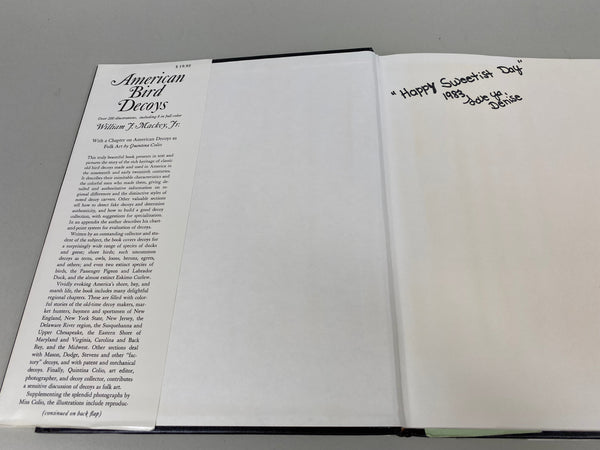 $ 19.95
American
Bird
Decoys
Over 200 illustrations, including 8 in full color
William J. Mackey, Jr.
With a Chapter on American Decoys as
Folk Art by Quintina Colio
This truly beautiful book presents in text and
pictures the story of the rich heritage of classic
old bird decoys made and used in America in
the nineteenth and early twentieth centuries.
It describes their inimitable characteristics and
the colorful men who made them, giving de-
tailed and authoritative information on re-
gional differences and the distinctive styles of
noted decoy carvers. Other valuable sections
tell how to detect fake decoys and determine
authenticity, and how to build a good decoy
collection, with suggestions for specialization.
In an appendix the author describes his chart
and-point system for evaluation of decoys.
Written by an outstanding collector and stu-
dent of the subject, the book covers decoys for
a surprisingly wide range of species of ducks
and geese; shore birds; such uncommon
decoys as terns, owls, loons, herons, egrets,
and others; and even two extinct species of
birds, the Passenger Pigeon and Labrador
Duck, and the almost extinct Eskimo Curlew.
Vividly evoking America's shore, bay, and
marsh life, the book includes many delightful
regional chapters. These are filled with color-
ful stories of the old-time decoy makers, mar-
ket hunters, baymen and sportsmen of New
England, New York State, New Jersey, the
Delaware River region, the Susquehanna and
Upper Chesapeake, the Eastern Shore of
Maryland and Virginia, Carolina and Back
Bay, and the Midwest. Other sections deal
with Mason, Dodge, Stevens and other "fac-
tory" decoys, and with patent and mechanical
decoys. Finally, Quintina Colio, art editor,
photographer, and decoy collector, contributes
a sensitive discussion of decoys as folk art.
Supplementing the splendid photographs by
Miss Colio, the illustrations include reproduc-
(continued on back flap)
"Happy Sweetist Day"
1983, Love ya
Denise